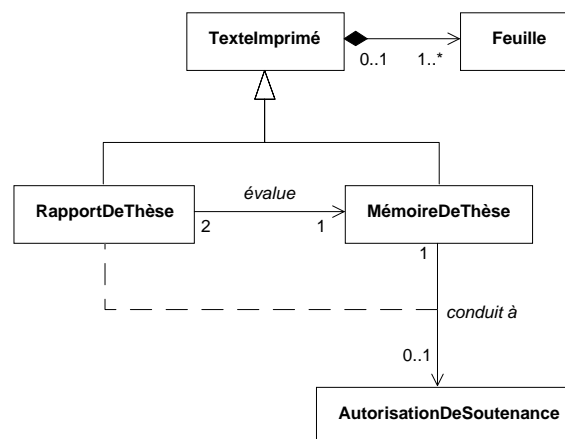 TexteImprimé
Feuille
0..1
1..*
RapportDeThèse
évalue
MémoireDeThèse
2
1
1
conduit à
0..1
AutorisationDeSoutenance